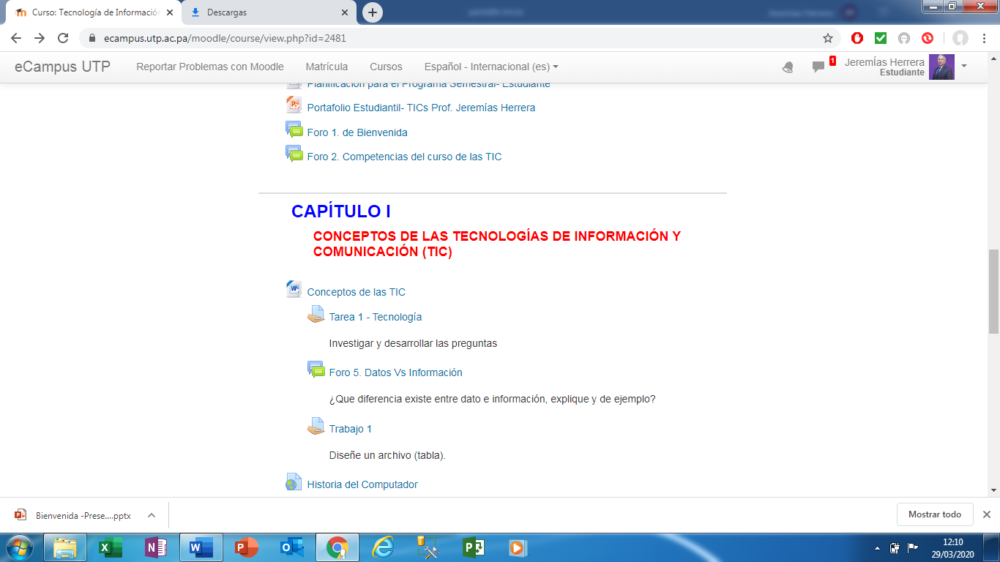 Curso: Tecnología de Información
Descargas
ecampus.utp.ac.pa/moodle/course/view.php?id=2481
eCampus UTP
Reportar Problemas con Moodle
Matrícula
Cursos
Español - Internacional (es)
1
JeremÍas Herrera
Estudiante
Planificación para el Programa Semestral- Estudiante
Portafolio Estudiantil- TICs Prof. Jeremías Herrera
Foro 1. de Bienvenida
Foro 2. Competencias del curso de las TIC
CAPÍTULO I
CONCEPTOS DE LAS TECNOLOGÍAS DE INFORMACIÓN Y
COMUNICACIÓN (TIC)
Conceptos de las TIC
Tarea 1 - Tecnología
Investigar y desarrollar las preguntas
Foro 5. Datos Vs Información
¿Que diferencia existe entre dato e información, explique y de ejemplo?
Trabajo 1
Diseñe un archivo (tabla).
Historia del Computador
Bienvenida -Prese....pptx
Mostrar todo
12:10
29/03/2020